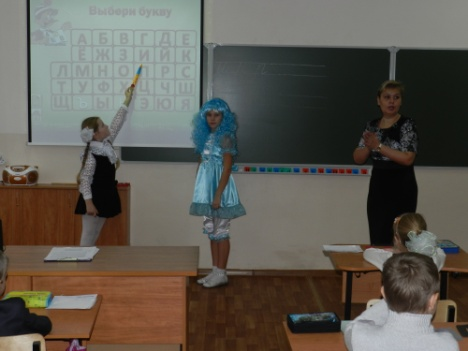 Выбери букву
А Б В Г Д Е
Ё Ж З И Й К
Л М Н О Р С
Т У Ф Ц Ч Ш
Щ Ы Э Ю Я